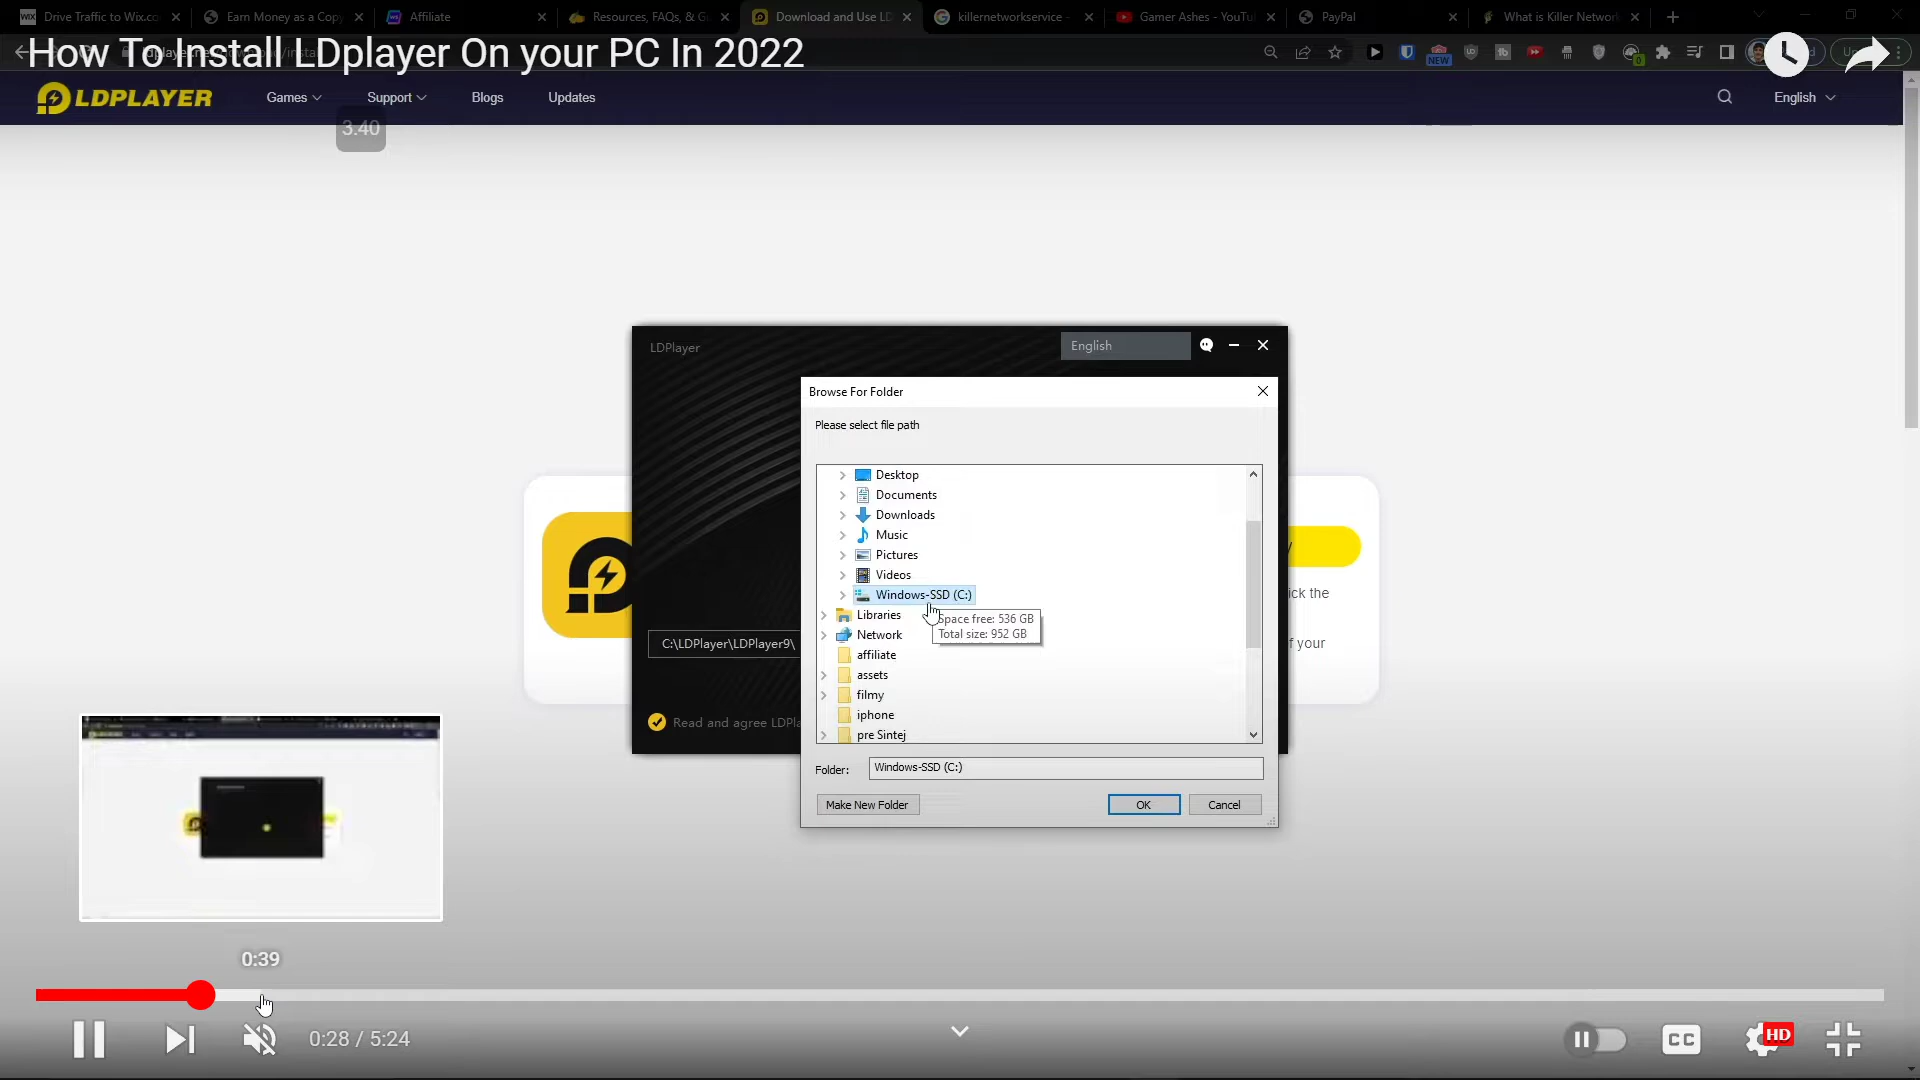 Drive Traffic to Wix.co
Earn Money as a Cop
Affiliate
Resources, FAQs, & G
Download and Use LD
killernetworkservice -
Gamer Ashes - YouTu
PayPal
What is Killer Network
How To Install LDplayer On your PC In 2022
NEW
LDPLAYER
Games
Support
Blogs
Updates
English
3.40
LDPlayer
English
Browse For Folder
Please select file path
Desktop
Documents
Downloads
Music
Pictures
Videos
Windows-SSD (C:)
Libraries
Space free: 536 GB
Network
Total size: 952 GB
affiliate
assets
filmy
iphone
pre Sintej
ick the
f your
C:\LDPlayer\LDPlayer9\
Read and agree LDPla
Folder:
Windows-SSD (C:)
Make New Folder
OK
Cancel
0:39
0:28 / 5:24
CC
HD